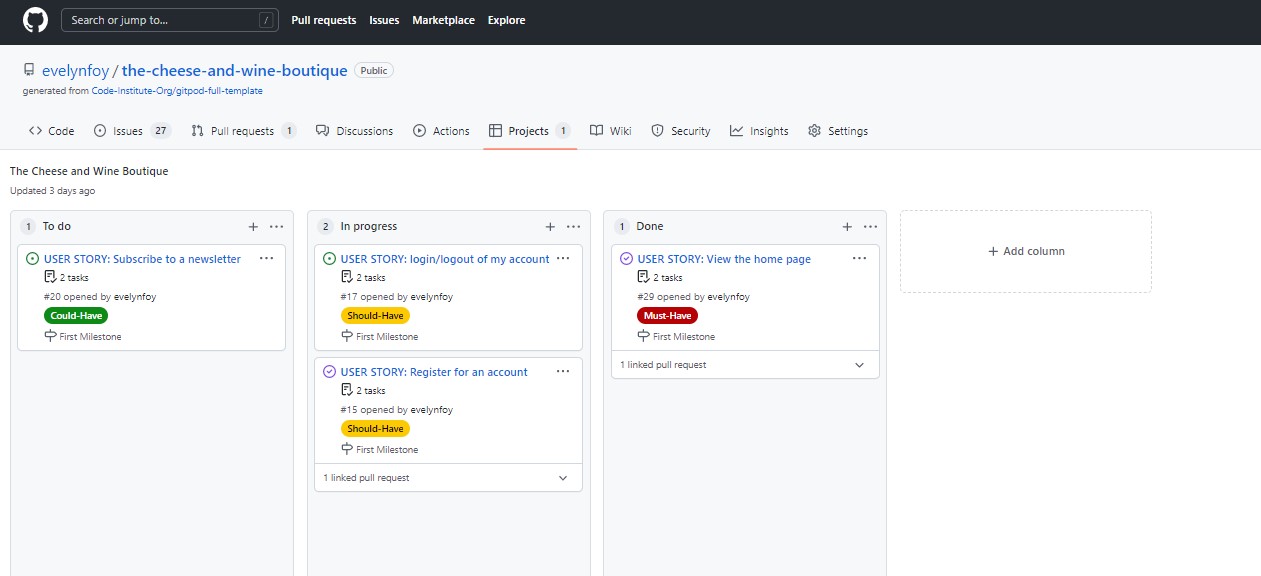 Search or jump to... /
Pull requests Issues Marketplace Explore
evelynfoy / the-cheese-and-wine-boutique Public
generated from Code-Institute-Org/gitpod-full-template
Code Issues 27 Pull requests 1 Discussions Actions Projects 1 Wiki Security Insights Settings
The Cheese and Wine Boutique
Updated 3 days ago
1 To do
USER STORY: Subscribe to a newsletter
2 tasks
#20 opened by evelynfoy
Could-Have
First Milestone
2 In progress
USER STORY: login/logout of my account
2 tasks
#17 opened by evelynfoy
Should-Have
First Milestone
USER STORY: Register for an account
2 tasks
#15 opened by evelynfoy
Should-Have
First Milestone
1 linked pull request
1 Done
USER STORY: View the home page
2 tasks
#29 opened by evelynfoy
Must-Have
First Milestone
1 linked pull request
+ Add column